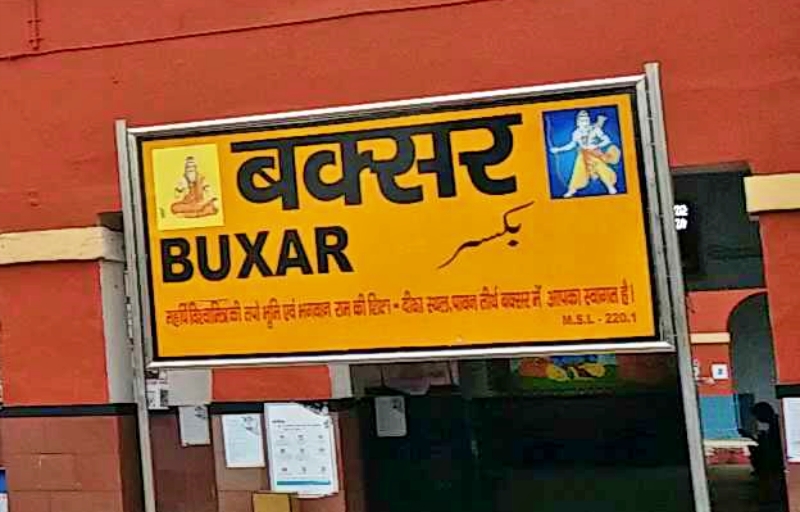 बक्सर
BUXAR
بکسر
महर्षि विश्वामित्र की तपो भूमि एवं भगवान राम की शिक्षा - दीक्षा स्थल, पावन तीर्थ बक्सर में आपका स्वागत है।
M.S.L - 220.1